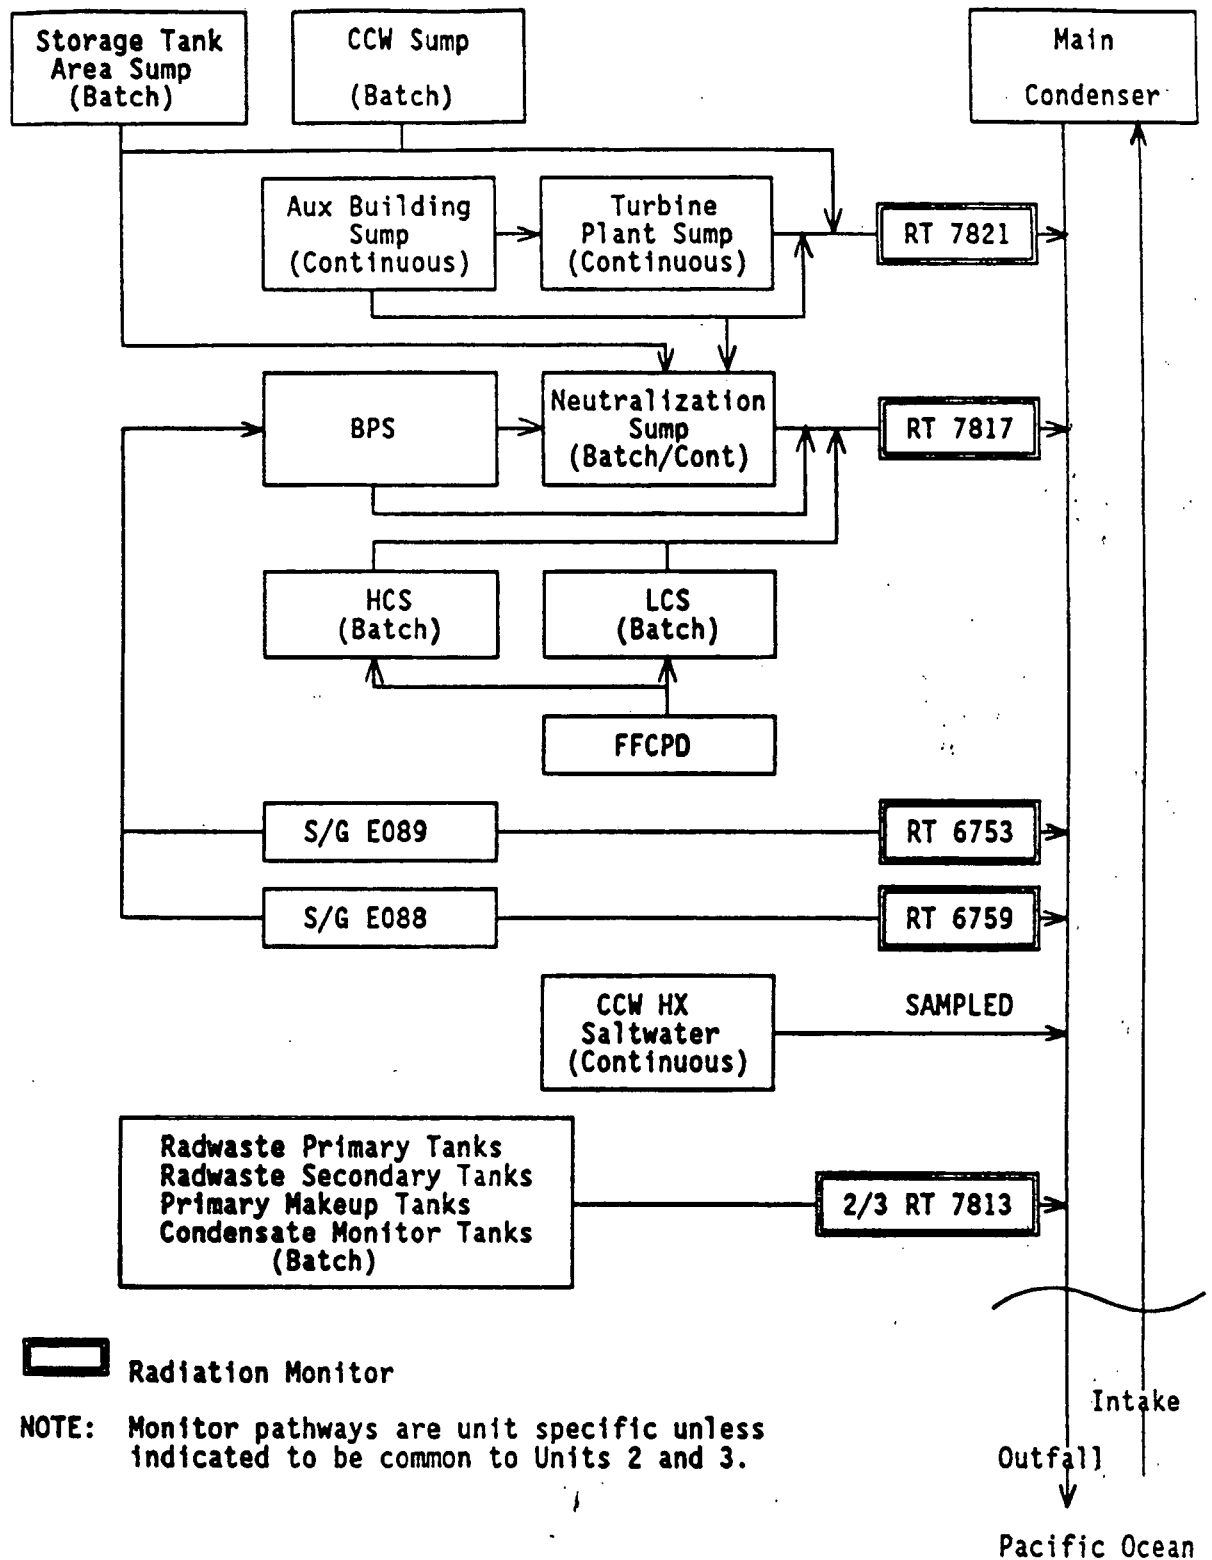 Storage Tank
Area Sump
(Batch)
CCW Sump
(Batch)
Main
Condenser
Aux Building
Sump
(Continuous)
Turbine
Plant Sump
(Continuous)
RT 7821
BPS
Neutralization
Sump
(Batch/Cont)
RT 7817
HCS
(Batch)
LCS
(Batch)
FFCPD
S/G E089
RT 6753
S/G E088
RT 6759
CCW HX
Saltwater
(Continuous)
SAMPLED
Radwaste Primary Tanks
Radwaste Secondary Tanks
Primary Makeup Tanks
Condensate Monitor Tanks
(Batch)
2/3 RT 7813
Radiation Monitor
NOTE: Monitor pathways are unit specific unless
indicated to be common to Units 2 and 3.
Intake
Outfall
Pacific Ocean